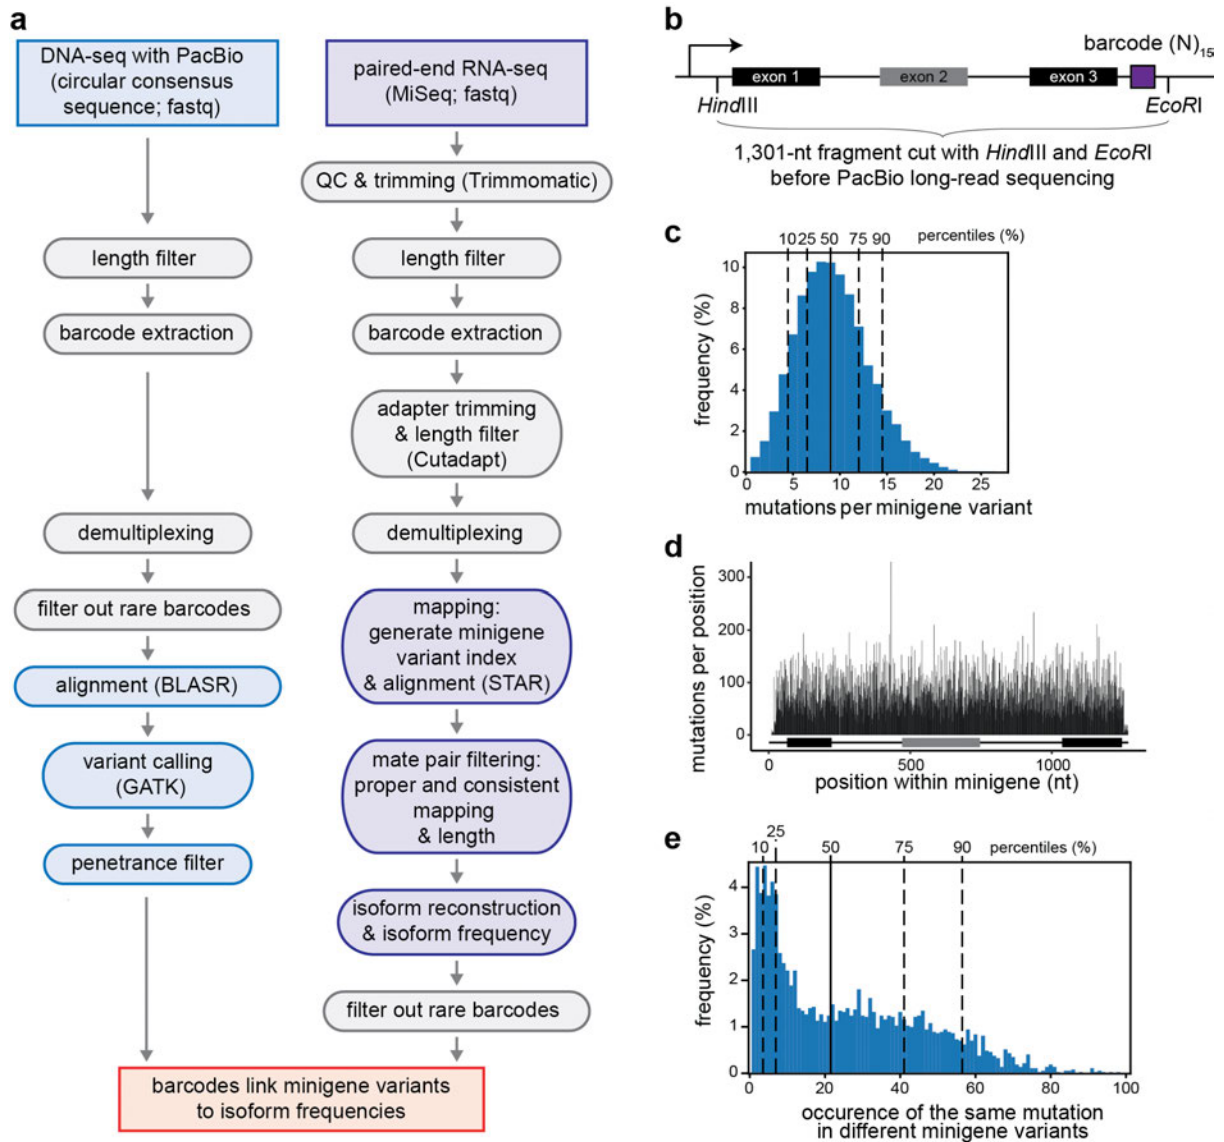 a
DNA-seq with PacBio
(circular consensus
sequence; fastq)
length filter
barcode extraction
demultiplexing
filter out rare barcodes
alignment (BLASR)
variant calling
(GATK)
penetrance filter
paired-end RNA-seq
(MiSeq; fastq)
QC & trimming (Trimmomatic)
length filter
barcode extraction
adapter trimming
& length filter
(Cutadapt)
demultiplexing
mapping:
generate minigene
variant index
& alignment (STAR)
mate pair filtering:
proper and consistent
mapping
& length
isoform reconstruction
& isoform frequency
filter out rare barcodes
barcodes link minigene variants
to isoform frequencies
b
barcode (N)15
exon 1 exon 2 exon 3
HindIII EcoRI
1,301-nt fragment cut with HindIII and EcoRI
before PacBio long-read sequencing
c
10 25 50 75 90 percentiles (%)
frequency (%)
10
8
6
4
2
0
0 5 10 15 20 25
mutations per minigene variant
d
mutations per position
300
200
100
0
0 500 1000
position within minigene (nt)
e
25
10 50 75 90 percentiles (%)
frequency (%)
4
3
2
1
0
0 20 40 60 80 100
occurence of the same mutation
in different minigene variants